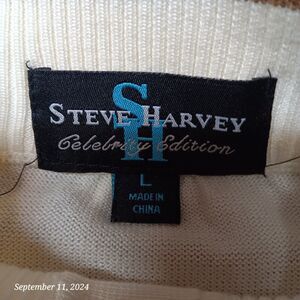 SH
STEVE HARVEY
Celebrity Edition
L
MADE IN
CHINA
September 11, 2024